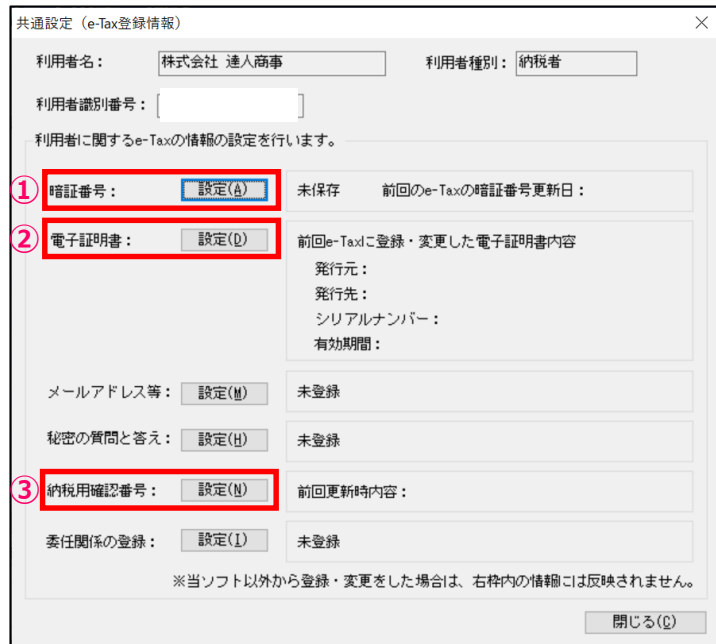 共通設定（e-Tax登録情報）
利用者名： 株式会社 達人商事 利用者種別： 納税者
利用者識別番号：
利用者に関するe-Taxの情報の設定を行います。
① 暗証番号： 設定(A) 未保存 前回のe-Taxの暗証番号更新日：
② 電子証明書： 設定(D) 前回e-Taxに登録・変更した電子証明書内容
発行元：
発行先：
シリアルナンバー：
有効期間：
メールアドレス等： 設定(M) 未登録
秘密の質問と答え： 設定(H) 未登録
③ 納税用確認番号： 設定(N) 前回更新時内容：
委任関係の登録： 設定(I) 未登録
※当ソフト以外から登録・変更をした場合は、右枠内の情報には反映されません。
閉じる(C)